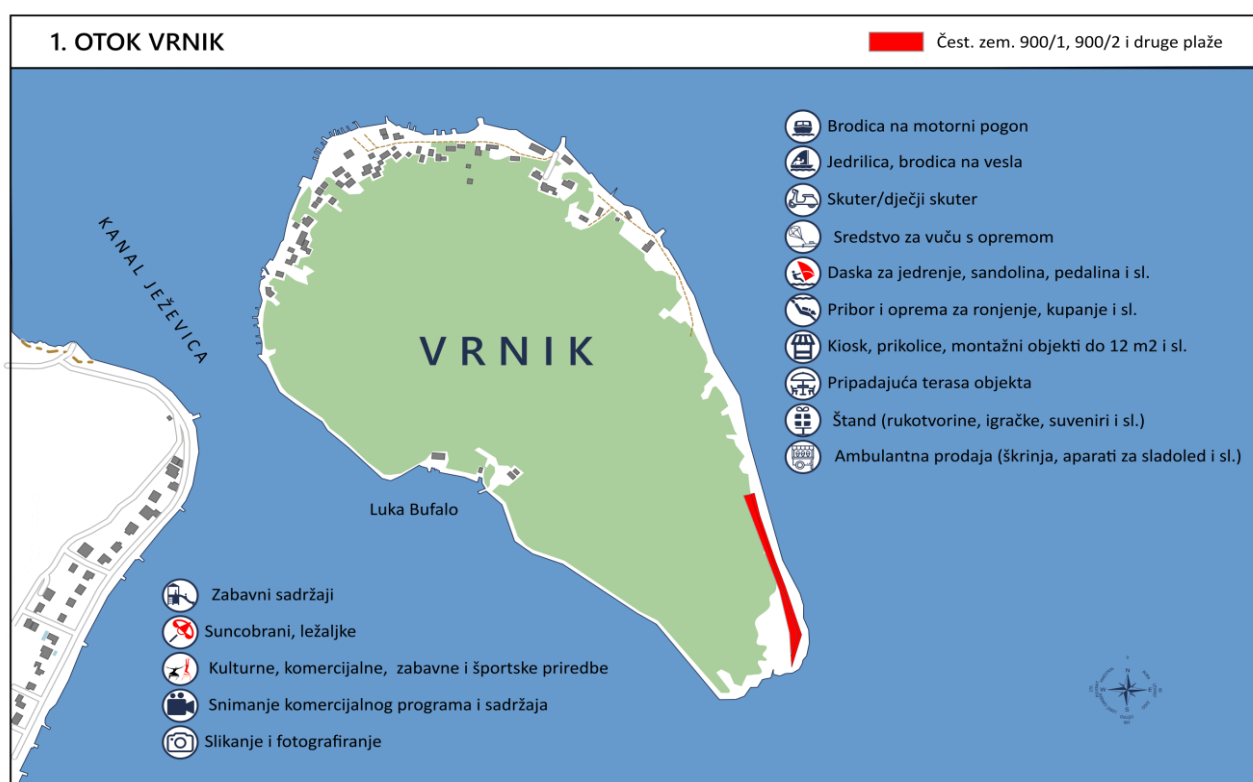 1. OTOK VRNIK
Čest. zem. 900/1, 900/2 i druge plaže
Brodica na motorni pogon
Jedrilica, brodica na vesla
Skuter/dječji skuter
Sredstvo za vuču s opremom
Daska za jedrenje, sandolina, pedalina i sl.
Pribor i oprema za ronjenje, kupanje i sl.
Kiosk, prikolice, montažni objekti do 12 m2 i sl.
Pripadajuća terasa objekta
Štand (rukotvorine, igračke, suveniri i sl.)
Ambulantna prodaja (škrinja, aparati za sladoled i sl.)
KANAL JEŽEVICA
VRNIK
Luka Bufalo
Zabavni sadržaji
Suncobrani, ležaljke
Kulturne, komercijalne, zabavne i športske priredbe
Snimanje komercijalnog programa i sadržaja
Slikanje i fotografiranje